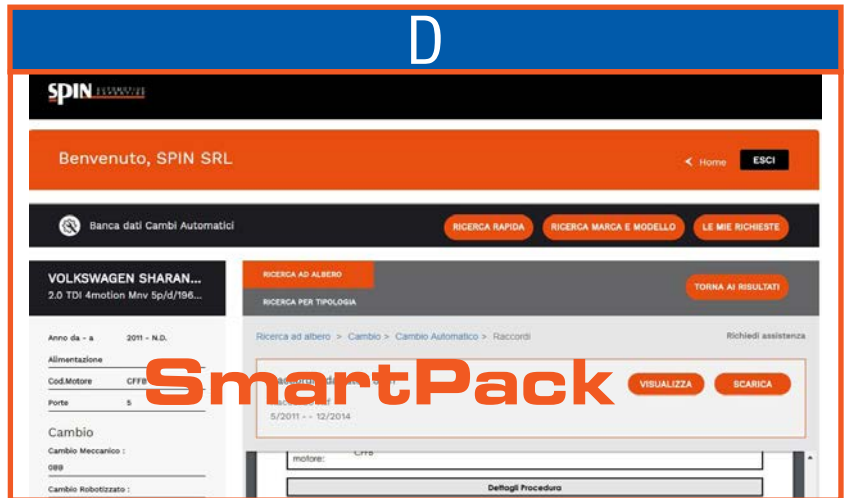 D
SPIN AUTOMOTIVE
Benvenuto, SPIN SRL
Home
ESCI
Banca dati Cambi Automatici
RICERCA RAPIDA
RICERCA MARCA E MODELLO
LE MIE RICHIESTE
VOLKSWAGEN SHARAN...
2.0 TDI 4motion Mnv 5p/d/196...
RICERCA AD ALBERO
RICERCA PER TIPOLOGIA
TORNA AI RISULTATI
Anno da - a 2011 - N.D.
Alimentazione
Cod.Motore CFFB
Porte 5
Cambio
Cambio Meccanico :
0BB
Cambio Robotizzato :
Ricerca ad albero > Cambio > Cambio Automatico > Raccordi
Richiedi assistenza
SmartPack
VISUALIZZA
SCARICA
5/2011 - - 12/2014
motore: CFFB
Dettagli Procedura